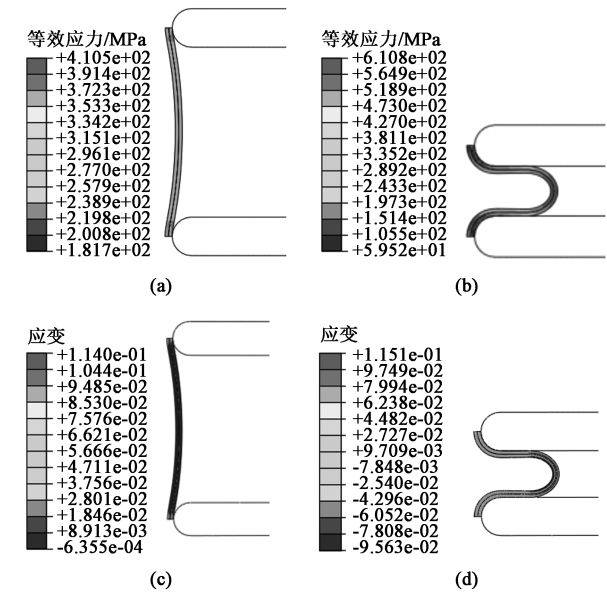 等效应力/MPa
+4.105e+02
+3.914e+02
+3.723e+02
+3.533e+02
+3.342e+02
+3.151e+02
+2.961e+02
+2.770e+02
+2.579e+02
+2.389e+02
+2.198e+02
+2.008e+02
+1.817e+02
(a)
等效应力/MPa
+6.108e+02
+5.649e+02
+5.189e+02
+4.730e+02
+4.270e+02
+3.811e+02
+3.352e+02
+2.892e+02
+2.433e+02
+1.973e+02
+1.514e+02
+1.055e+02
+5.952e+01
(b)
应变
+1.140e-01
+1.044e-01
+9.485e-02
+8.530e-02
+7.576e-02
+6.621e-02
+5.666e-02
+4.711e-02
+3.756e-02
+2.801e-02
+1.846e-02
+8.913e-03
-6.355e-04
(c)
应变
+1.151e-01
+9.749e-02
+7.994e-02
+6.238e-02
+4.482e-02
+2.727e-02
+9.709e-03
-7.848e-03
-2.540e-02
-4.296e-02
-6.052e-02
-7.808e-02
-9.563e-02
(d)